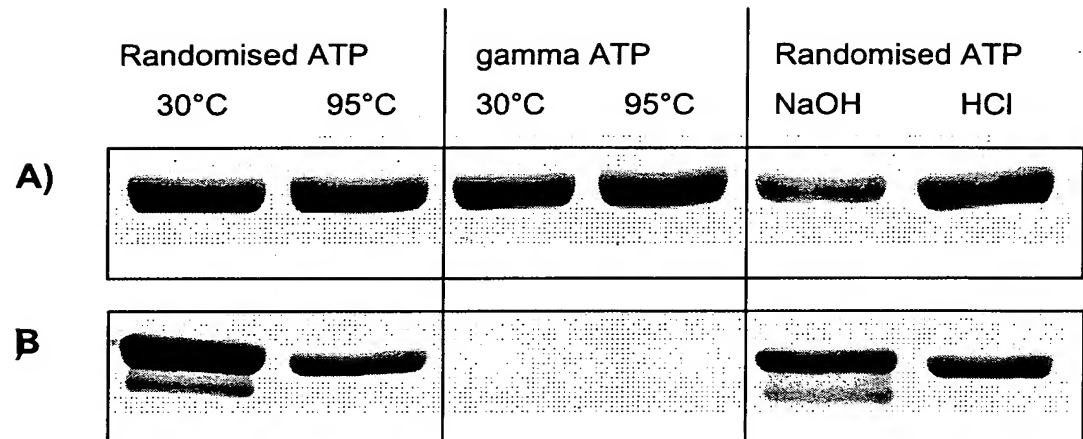 Randomised ATP gamma ATP Randomised ATP
30°C 95°C 30°C 95°C NaOH HCl
A)
B